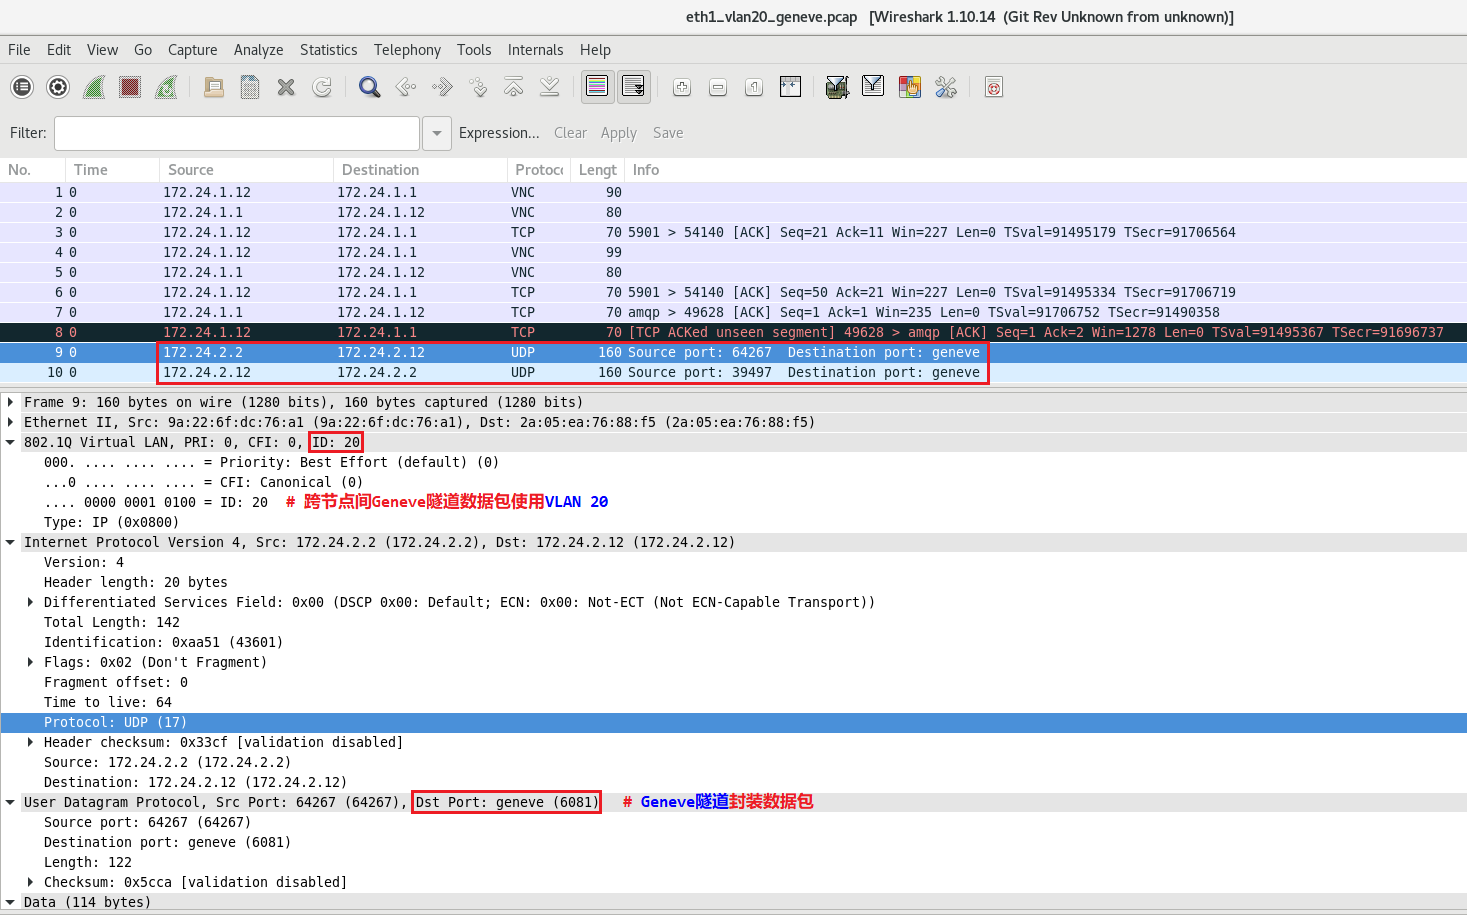 eth1_vlan20_geneve.pcap   [Wireshark 1.10.14  (Git Rev Unknown from unknown)]
File Edit View Go Capture Analyze Statistics Telephony Tools Internals Help
Filter: Expression... Clear Apply Save
No. Time Source Destination Protoco Lengt Info
1 0 172.24.1.12 172.24.1.1 VNC 90
2 0 172.24.1.1 172.24.1.12 VNC 80
3 0 172.24.1.12 172.24.1.1 TCP 70 5901 > 54140 [ACK] Seq=21 Ack=11 Win=227 Len=0 TSval=91495179 TSecr=91706564
4 0 172.24.1.12 172.24.1.1 VNC 99
5 0 172.24.1.1 172.24.1.12 VNC 80
6 0 172.24.1.12 172.24.1.1 TCP 70 5901 > 54140 [ACK] Seq=50 Ack=21 Win=227 Len=0 TSval=91495334 TSecr=91706719
7 0 172.24.1.1 172.24.1.12 TCP 70 amqp > 49628 [ACK] Seq=1 Ack=1 Win=235 Len=0 TSval=91706752 TSecr=91490358
8 0 172.24.1.12 172.24.1.1 TCP 70 [TCP ACKed unseen segment] 49628 > amqp [ACK] Seq=1 Ack=2 Win=1278 Len=0 TSval=91495367 TSecr=91696737
9 0 172.24.2.2 172.24.2.12 UDP 160 Source port: 64267  Destination port: geneve
10 0 172.24.2.12 172.24.2.2 UDP 160 Source port: 39497  Destination port: geneve
Frame 9: 160 bytes on wire (1280 bits), 160 bytes captured (1280 bits)
Ethernet II, Src: 9a:22:6f:dc:76:a1 (9a:22:6f:dc:76:a1), Dst: 2a:05:ea:76:88:f5 (2a:05:ea:76:88:f5)
802.1Q Virtual LAN, PRI: 0, CFI: 0, ID: 20
000. .... .... .... = Priority: Best Effort (default) (0)
...0 .... .... .... = CFI: Canonical (0)
.... 0000 0001 0100 = ID: 20 # 跨节点间Geneve隧道数据包使用VLAN 20
Type: IP (0x0800)
Internet Protocol Version 4, Src: 172.24.2.2 (172.24.2.2), Dst: 172.24.2.12 (172.24.2.12)
Version: 4
Header length: 20 bytes
Differentiated Services Field: 0x00 (DSCP 0x00: Default; ECN: 0x00: Not-ECT (Not ECN-Capable Transport))
Total Length: 142
Identification: 0xaa51 (43601)
Flags: 0x02 (Don't Fragment)
Fragment offset: 0
Time to live: 64
Protocol: UDP (17)
Header checksum: 0x33cf [validation disabled]
Source: 172.24.2.2 (172.24.2.2)
Destination: 172.24.2.12 (172.24.2.12)
User Datagram Protocol, Src Port: 64267 (64267), Dst Port: geneve (6081) # Geneve隧道封装数据包
Source port: 64267 (64267)
Destination port: geneve (6081)
Length: 122
Checksum: 0x5cca [validation disabled]
Data (114 bytes)